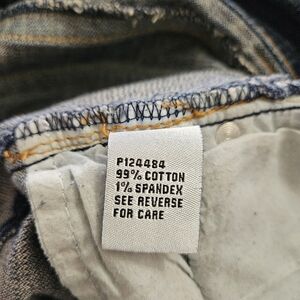 P124484
99% COTTON
1% SPANDEX
SEE REVERSE
FOR CARE